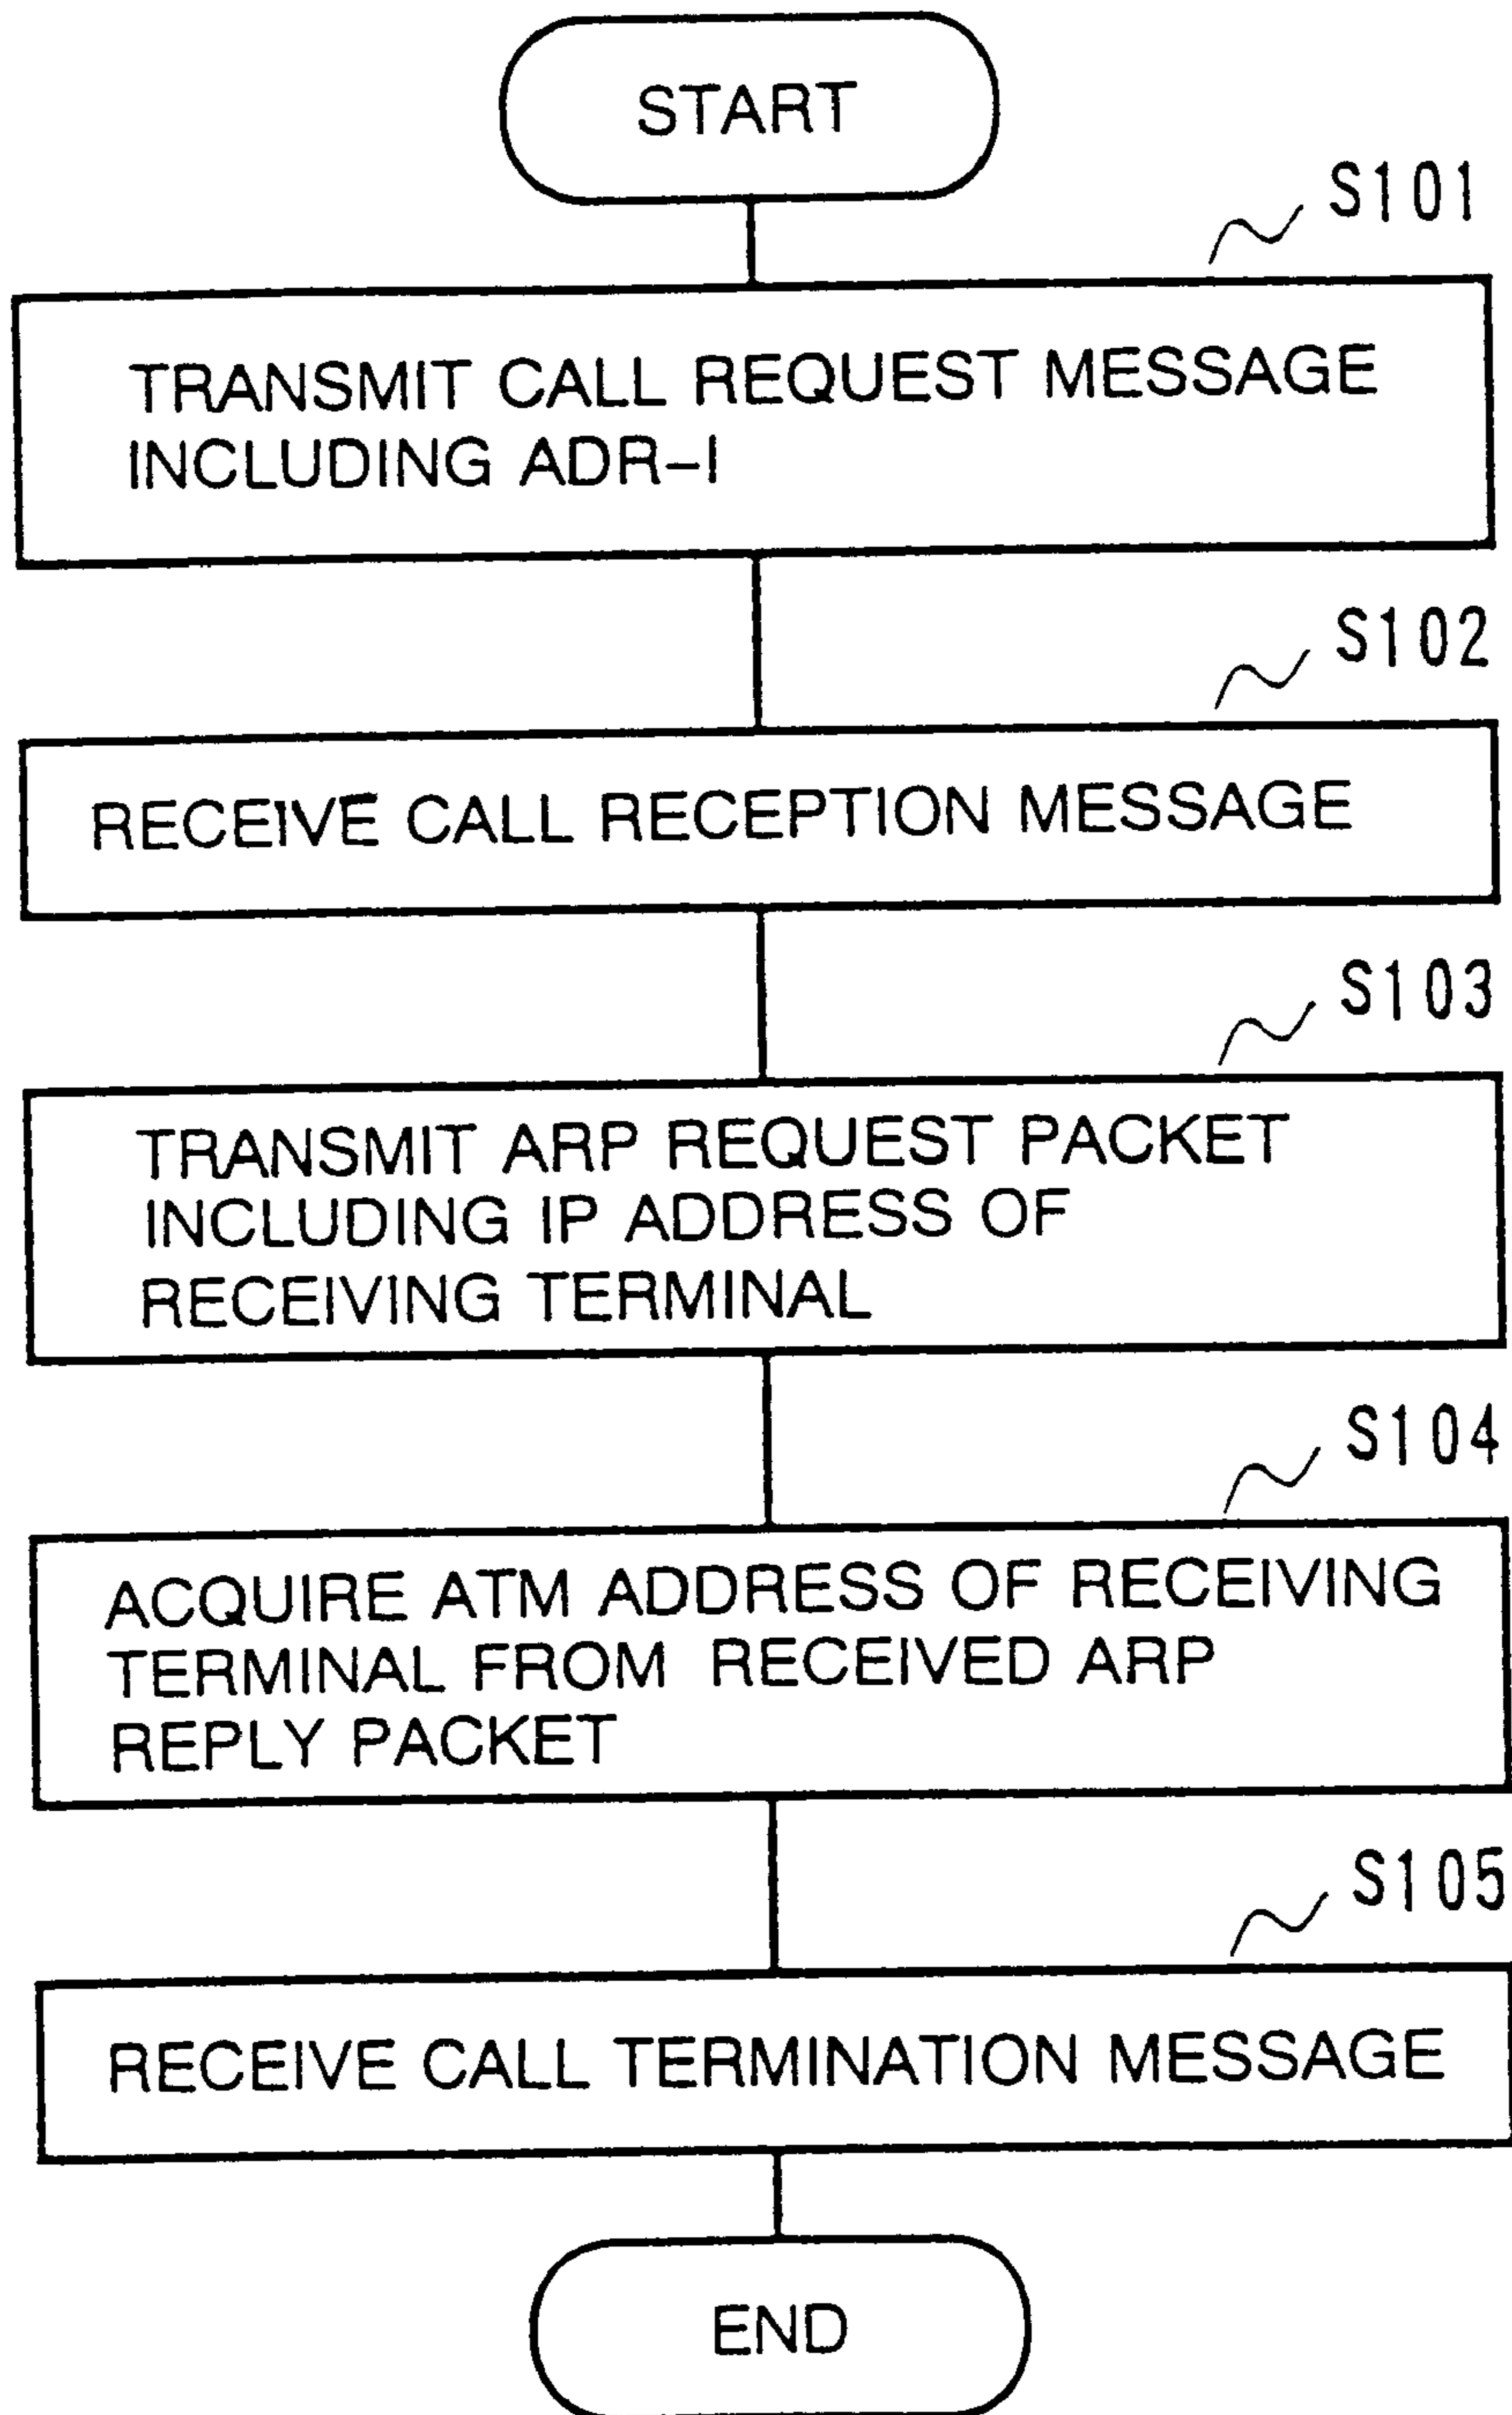 START
S101
TRANSMIT CALL REQUEST MESSAGE
INCLUDING ADR-I
S102
RECEIVE CALL RECEPTION MESSAGE
S103
TRANSMIT ARP REQUEST PACKET
INCLUDING IP ADDRESS OF
RECEIVING TERMINAL
S104
ACQUIRE ATM ADDRESS OF RECEIVING
TERMINAL FROM RECEIVED ARP
REPLY PACKET
S105
RECEIVE CALL TERMINATION MESSAGE
END